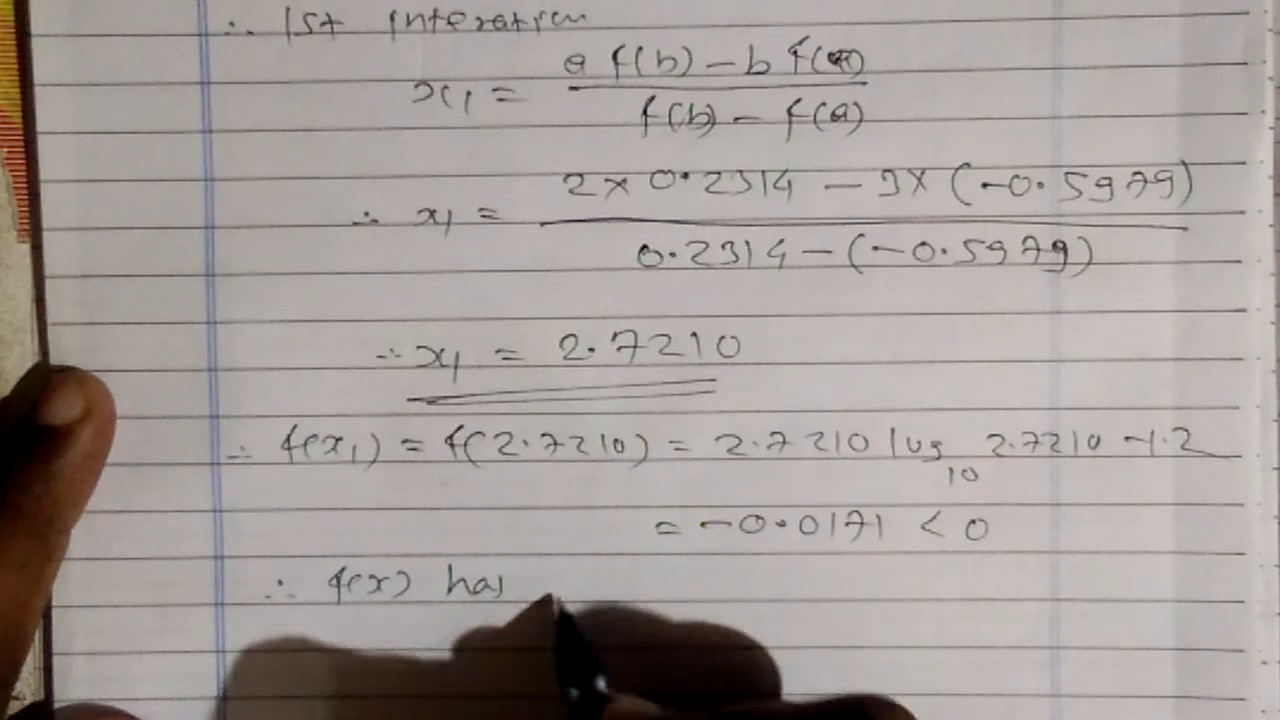 ∴ 1st interation
x₁ = a f(b) - b f(a)
f(b) - f(a)
∴ x₁ = 2 × 0.2314 - 3 × (-0.5979)
0.2314 - (-0.5979)
∴ x₁ = 2.7210
∴ f(x₁) = f(2.7210) = 2.7210 log₁₀ 2.7210 - 1.2
= -0.0171 < 0
∴ f(x) has